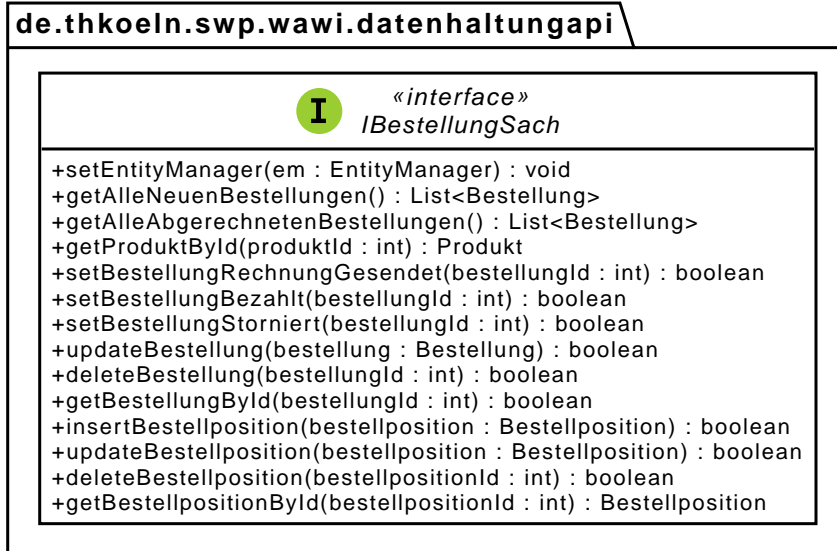 de.thkoeln.swp.wawi.datenhaltungapi
I
«interface»
IBestellungSach
+setEntityManager(em : EntityManager) : void
+getAlleNeuenBestellungen() : List<Bestellung>
+getAlleAbgerechnetenBestellungen() : List<Bestellung>
+getProduktById(produktId : int) : Produkt
+setBestellungRechnungGesendet(bestellungId : int) : boolean
+setBestellungBezahlt(bestellungId : int) : boolean
+setBestellungStorniert(bestellungId : int) : boolean
+updateBestellung(bestellung : Bestellung) : boolean
+deleteBestellung(bestellungId : int) : boolean
+getBestellungById(bestellungId : int) : boolean
+insertBestellposition(bestellposition : Bestellposition) : boolean
+updateBestellposition(bestellposition : Bestellposition) : boolean
+deleteBestellposition(bestellpositionId : int) : boolean
+getBestellpositionById(bestellpositionId : int) : Bestellposition